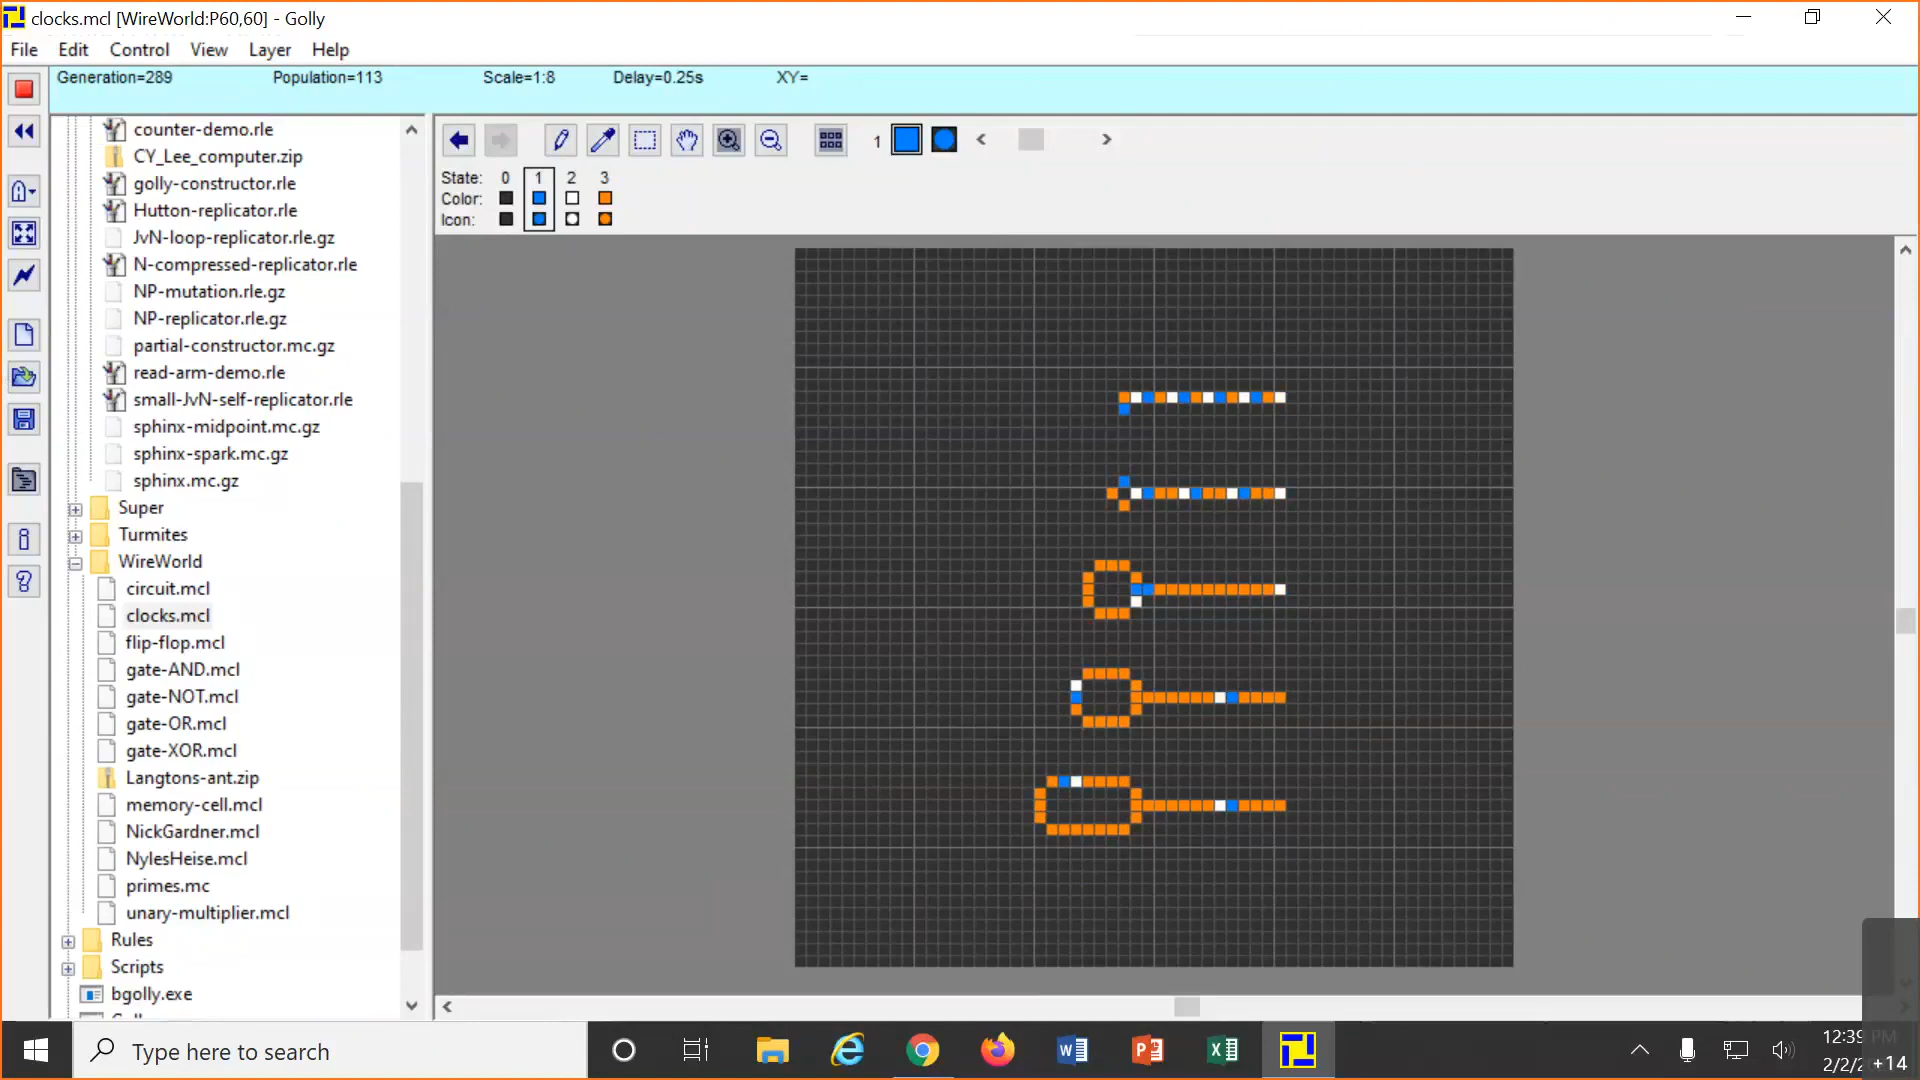 clocks.mcl [WireWorld:P60,60] - Golly
File Edit Control View Layer Help
Generation=289 Population=113 Scale=1:8 Delay=0.25s XY=
counter-demo.rle
CY_Lee_computer.zip
golly-constructor.rle
Hutton-replicator.rle
JvN-loop-replicator.rle.gz
N-compressed-replicator.rle
NP-mutation.rle.gz
NP-replicator.rle.gz
partial-constructor.mc.gz
read-arm-demo.rle
small-JvN-self-replicator.rle
sphinx-midpoint.mc.gz
sphinx-spark.mc.gz
sphinx.mc.gz
Super
Turmites
WireWorld
circuit.mcl
clocks.mcl
flip-flop.mcl
gate-AND.mcl
gate-NOT.mcl
gate-OR.mcl
gate-XOR.mcl
Langtons-ant.zip
memory-cell.mcl
NickGardner.mcl
NylesHeise.mcl
primes.mc
unary-multiplier.mcl
Rules
Scripts
bgolly.exe
1
State: 0 1 2 3
Color:
Icon:
Type here to search
12:39 PM
2/2/2
+14